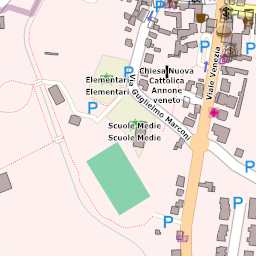 P
P
P
Elementari
Elementari
Chiesa Nuova
Cattolica
Annone
veneto
Viale Venezia
Via Guglielmo Marconi
P
P
Scuole Medie
Scuole Medie
P
P